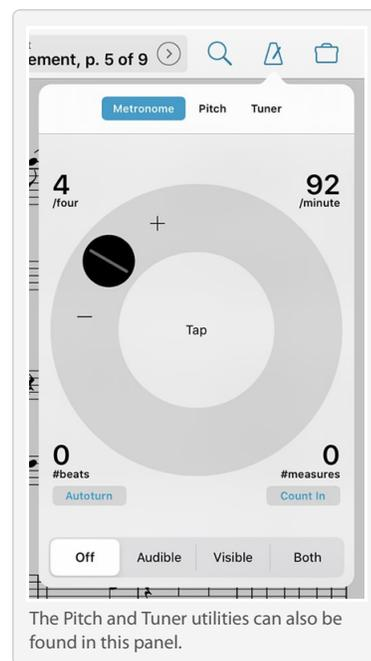 ement, p. 5 of 9
Metronome Pitch Tuner
4 92
/four /minute
+
−
Tap
0 0
#beats #measures
Autoturn Count In
Off Audible Visible Both
The Pitch and Tuner utilities can also be
found in this panel.